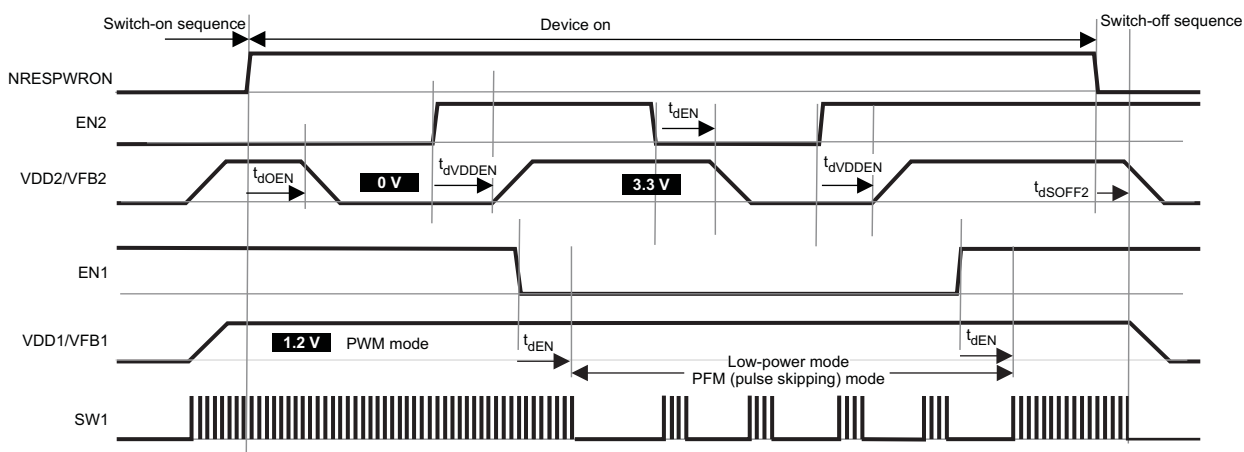 Switch-on sequence
Device on
Switch-off sequence
NRESPWRON
EN2
tdEN
VDD2/VFB2
tdOEN
0 V
tdVDDEN
3.3 V
tdVDDEN
tdSOFF2
EN1
VDD1/VFB1
1.2 V PWM mode
tdEN
Low-power mode
PFM (pulse skipping) mode
tdEN
SW1